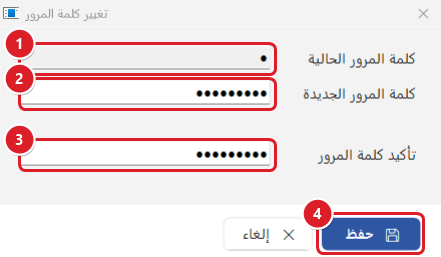 تغيير كلمة المرور
1
كلمة المرور الحالية
2
كلمة المرور الجديدة
3
تأكيد كلمة المرور
4
حفظ
إلغاء